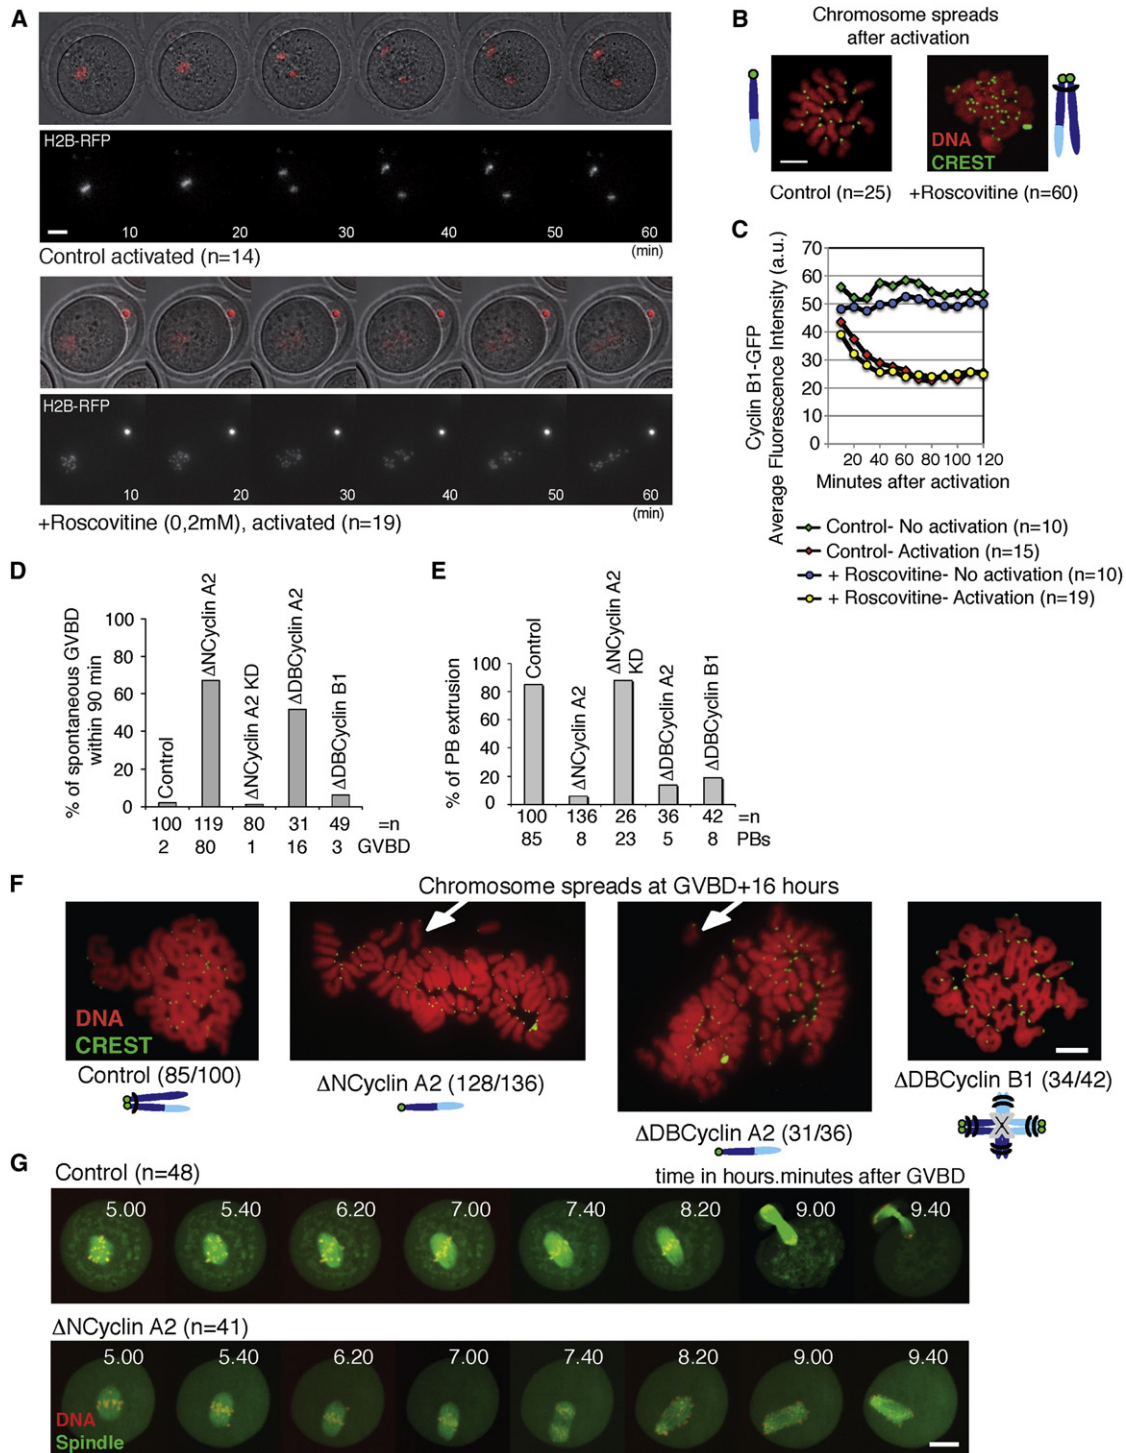 A
H2B-RFP
10 20 30 40 50 60
(min)
Control activated (n=14)
H2B-RFP
10 20 30 40 50 60
(min)
+Roscovitine (0,2mM), activated (n=19)
B
Chromosome spreads
after activation
DNA
CREST
Control (n=25) +Roscovitine (n=60)
C
Cyclin B1-GFP
Average Fluorescence Intensity (a.u.)
70
60
50
40
30
20
10
0
20 40 60 80 100 120
Minutes after activation
Control- No activation (n=10)
Control- Activation (n=15)
+ Roscovitine- No activation (n=10)
+ Roscovitine- Activation (n=19)
D
% of spontaneous GVBD
within 90 min
100
80
60
40
20
0
Control
ΔNCyclin A2
ΔNCyclin A2 KD
ΔDBCyclin A2
ΔDBCyclin B1
100 119 80 31 49 =n
2 80 1 16 3 GVBD
E
% of PB extrusion
100
80
60
40
20
0
Control
ΔNCyclin A2
ΔNCyclin A2
KD
ΔDBCyclin A2
ΔDBCyclin B1
100 136 26 36 42 =n
85 8 23 5 8 PBs
F
Chromosome spreads at GVBD+16 hours
DNA
CREST
Control (85/100)
ΔNCyclin A2 (128/136)
ΔDBCyclin A2 (31/36)
ΔDBCyclin B1 (34/42)
G
Control (n=48)
time in hours.minutes after GVBD
5.00 5.40 6.20 7.00 7.40 8.20 9.00 9.40
ΔNCyclin A2 (n=41)
5.00 5.40 6.20 7.00 7.40 8.20 9.00 9.40
DNA
Spindle